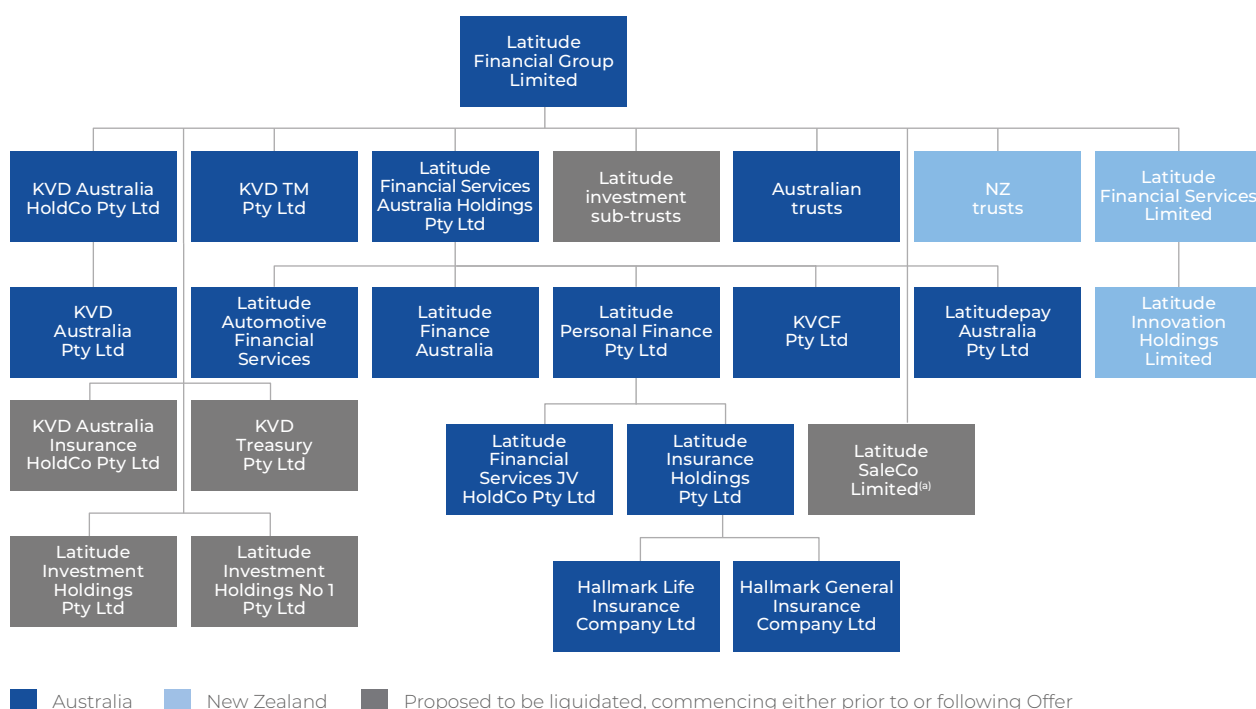 Latitude
Financial Group
Limited
KVD Australia
HoldCo Pty Ltd
KVD TM
Pty Ltd
Latitude
Financial Services
Australia Holdings
Pty Ltd
Latitude
investment
sub-trusts
Australian
trusts
NZ
trusts
Latitude
Financial Services
Limited
KVD
Australia
Pty Ltd
Latitude
Automotive
Financial
Services
Latitude
Finance
Australia
Latitude
Personal Finance
Pty Ltd
KVCF
Pty Ltd
Latitudepay
Australia
Pty Ltd
Latitude
Innovation
Holdings
Limited
KVD Australia
Insurance
HoldCo Pty Ltd
KVD
Treasury
Pty Ltd
Latitude
Financial
Services JV
HoldCo Pty Ltd
Latitude
Insurance
Holdings
Pty Ltd
Latitude
SaleCo
Limited(a)
Latitude
Investment
Holdings
Pty Ltd
Latitude
Investment
Holdings No 1
Pty Ltd
Hallmark Life
Insurance
Company Ltd
Hallmark General
Insurance
Company Ltd
Australia
New Zealand
Proposed to be liquidated, commencing either prior to or following Offer